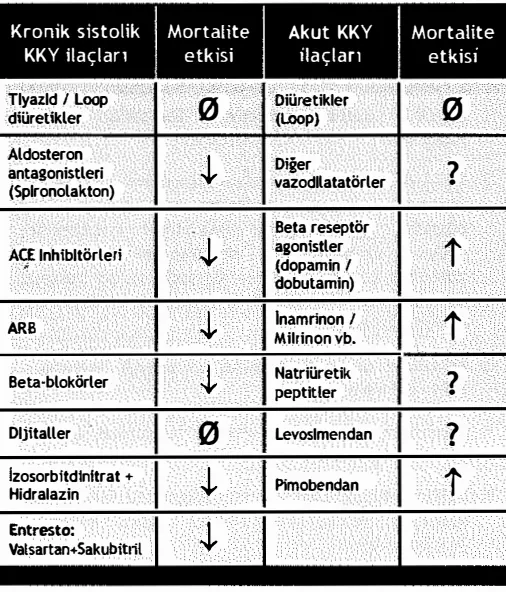 Kronik sistolik
KKY ilaçları
Mortalite
etkisi
Akut KKY
ilaçları
Mortalite
etkisi
Tiyazid / Loop
diüretikler
Ø
Diüretikler
(Loop)
Ø
Aldosteron
antagonistleri
(Spironolakton)
↓
Diğer
vazodilatatörler
?
ACE inhibitörleri
↓
Beta reseptör
agonistler
(dopamin /
dobutamin)
↑
ARB
↓
İnamrinon /
Milrinon vb.
↑
Beta-blokörler
↓
Natriüretik
peptitler
?
Dijitaller
Ø
Levosimendan
?
İzosorbitdinitrat +
Hidralazin
↓
Pimobendan
↑
Entresto:
Valsartan+Sakubitril
↓